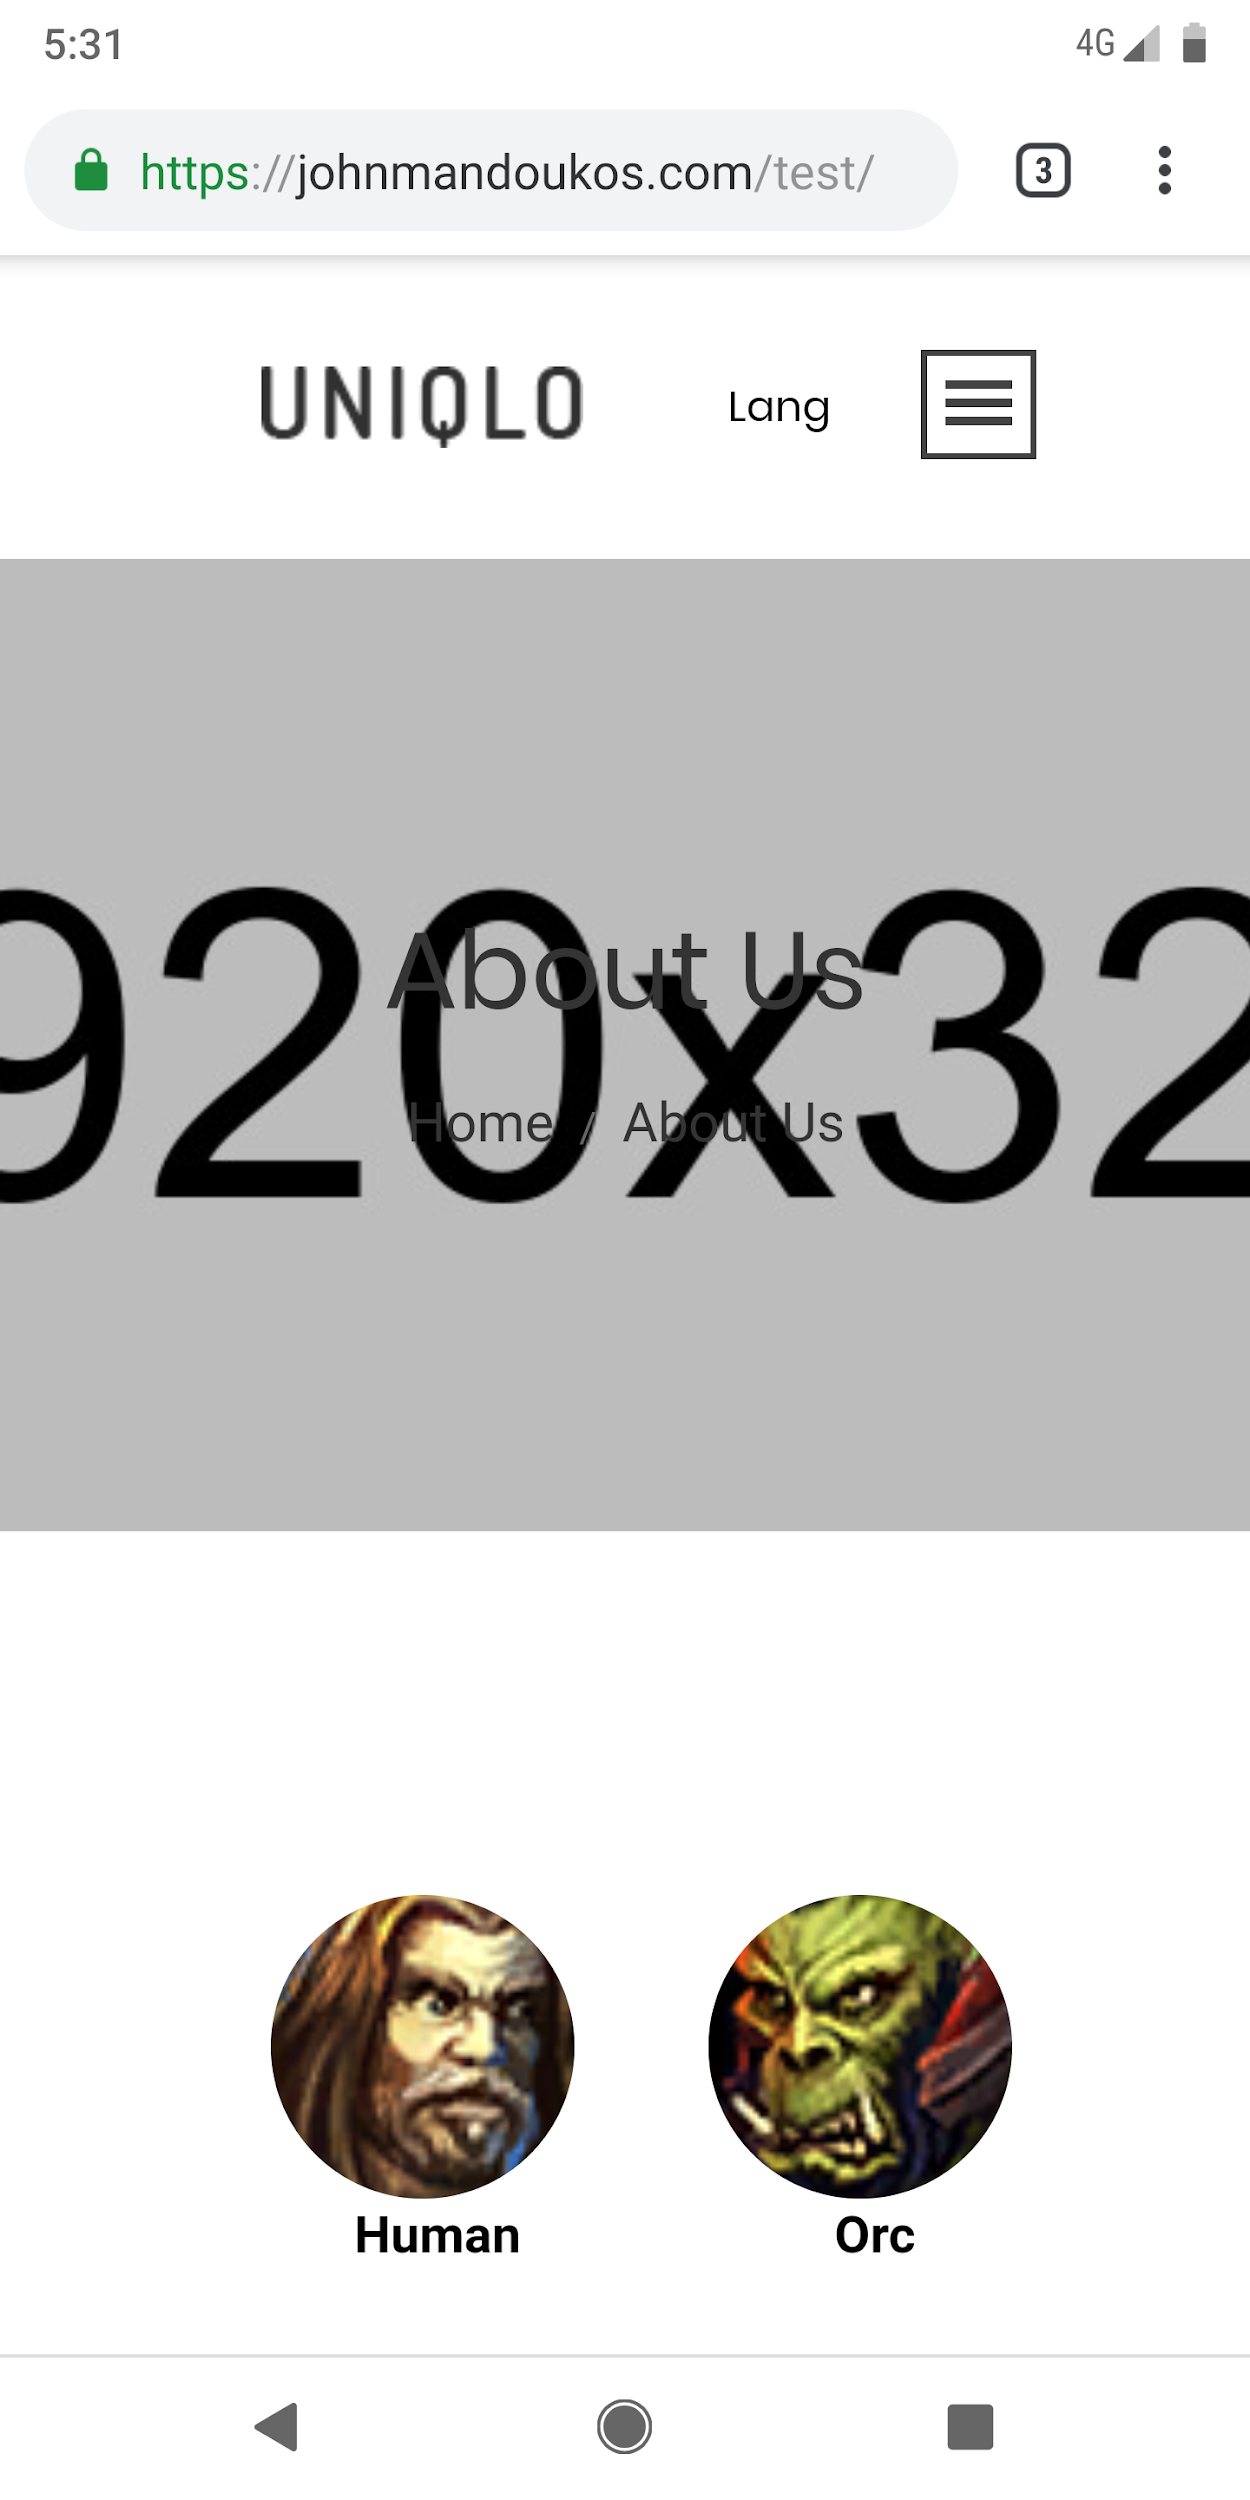 5:31 4G
https://johnmandoukos.com/test/ 3
UNIQLO Lang
920x32
About Us
Home / About Us
Human Orc